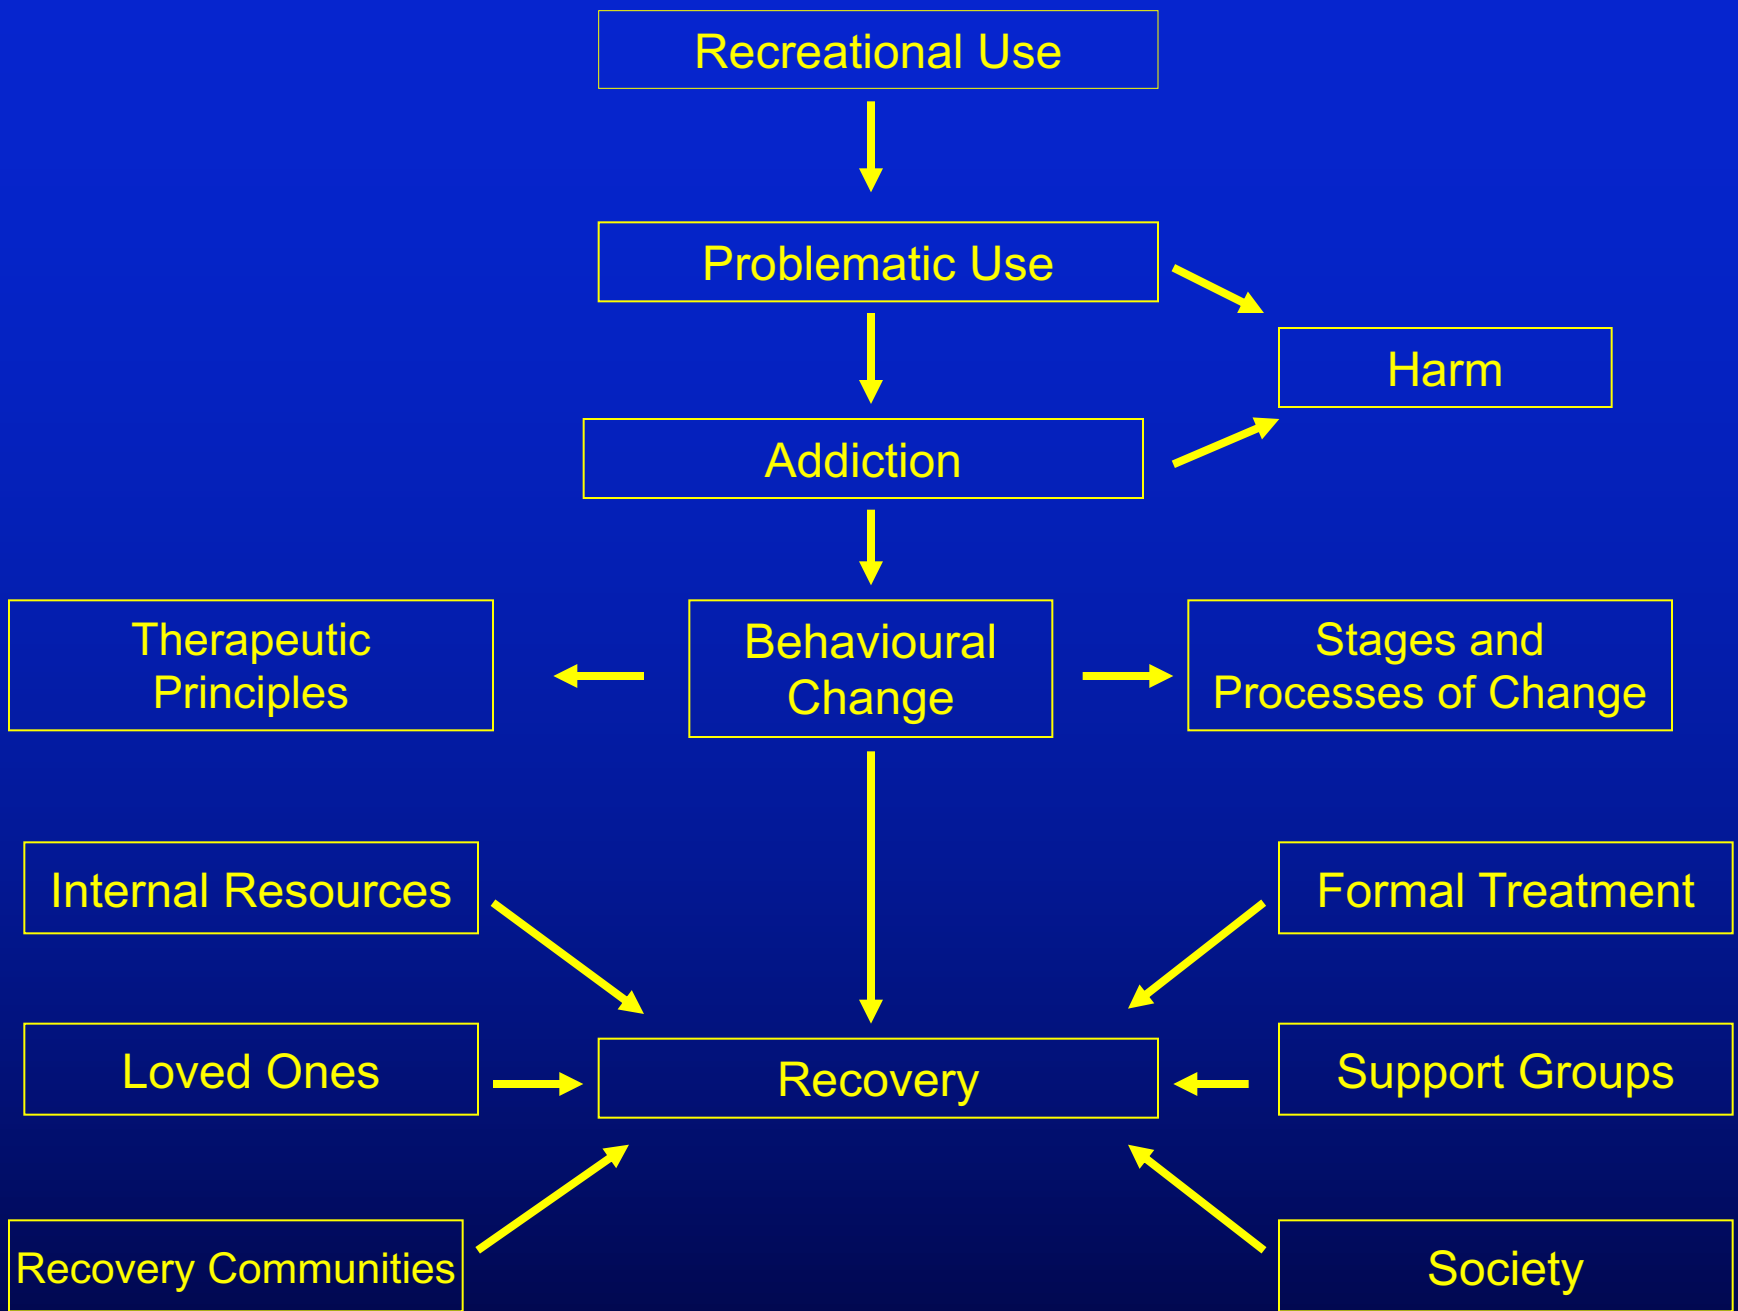 Recreational Use
Problematic Use
Harm
Addiction
Therapeutic
Principles
Behavioural
Change
Stages and
Processes of Change
Internal Resources
Formal Treatment
Loved Ones
Recovery
Support Groups
Recovery Communities
Society